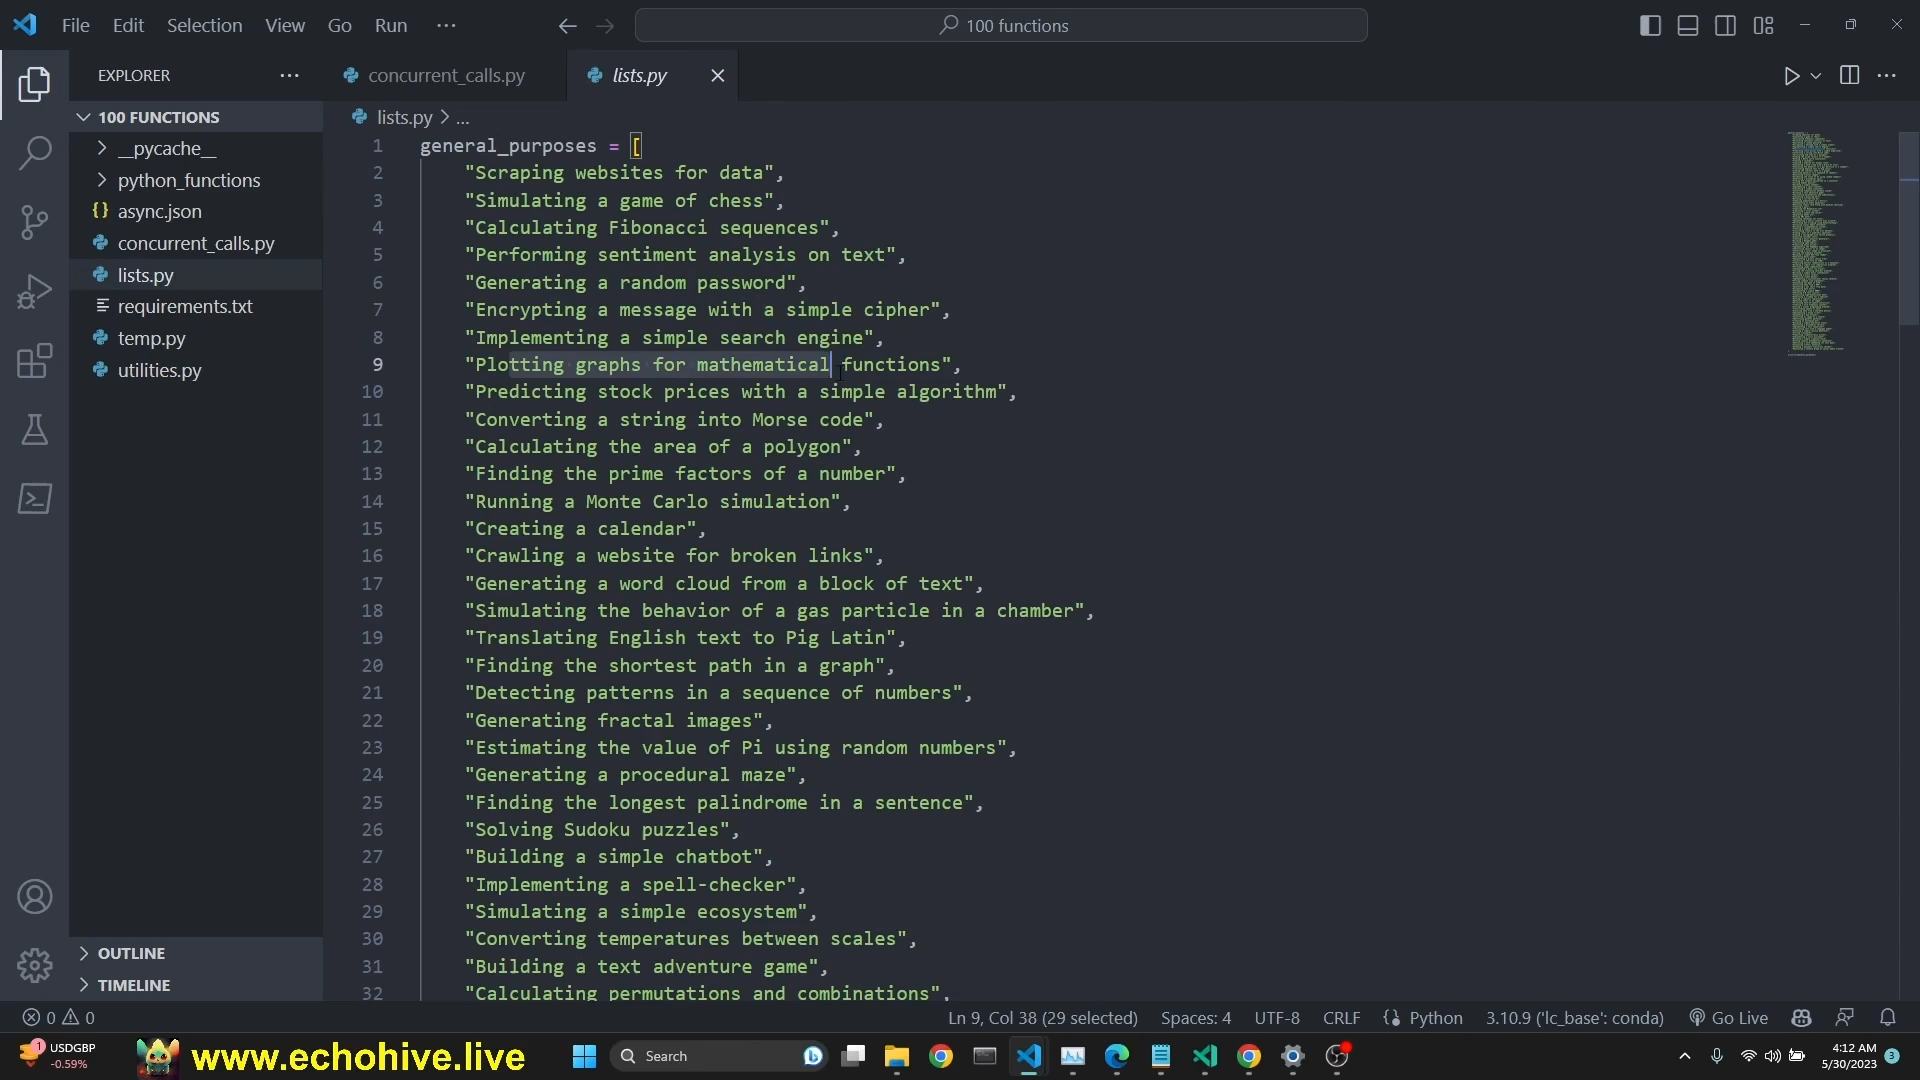 File Edit Selection View Go Run ···
100 functions
EXPLORER
concurrent_calls.py
lists.py
100 FUNCTIONS
__pycache__
python_functions
async.json
concurrent_calls.py
lists.py
requirements.txt
temp.py
utilities.py
OUTLINE
TIMELINE
lists.py > ...
1 general_purposes = [
2 "Scraping websites for data",
3 "Simulating a game of chess",
4 "Calculating Fibonacci sequences",
5 "Performing sentiment analysis on text",
6 "Generating a random password",
7 "Encrypting a message with a simple cipher",
8 "Implementing a simple search engine",
9 "Plotting graphs for mathematical functions",
10 "Predicting stock prices with a simple algorithm",
11 "Converting a string into Morse code",
12 "Calculating the area of a polygon",
13 "Finding the prime factors of a number",
14 "Running a Monte Carlo simulation",
15 "Creating a calendar",
16 "Crawling a website for broken links",
17 "Generating a word cloud from a block of text",
18 "Simulating the behavior of a gas particle in a chamber",
19 "Translating English text to Pig Latin",
20 "Finding the shortest path in a graph",
21 "Detecting patterns in a sequence of numbers",
22 "Generating fractal images",
23 "Estimating the value of Pi using random numbers",
24 "Generating a procedural maze",
25 "Finding the longest palindrome in a sentence",
26 "Solving Sudoku puzzles",
27 "Building a simple chatbot",
28 "Implementing a spell-checker",
29 "Simulating a simple ecosystem",
30 "Converting temperatures between scales",
31 "Building a text adventure game",
32 "Calculating permutations and combinations",
0 0
Ln 9, Col 38 (29 selected) Spaces: 4 UTF-8 CRLF Python 3.10.9 ('lc_base': conda) Go Live
1 USDGBP
-0.59%
www.echohive.live
Search
4:12 AM
5/30/2023
3